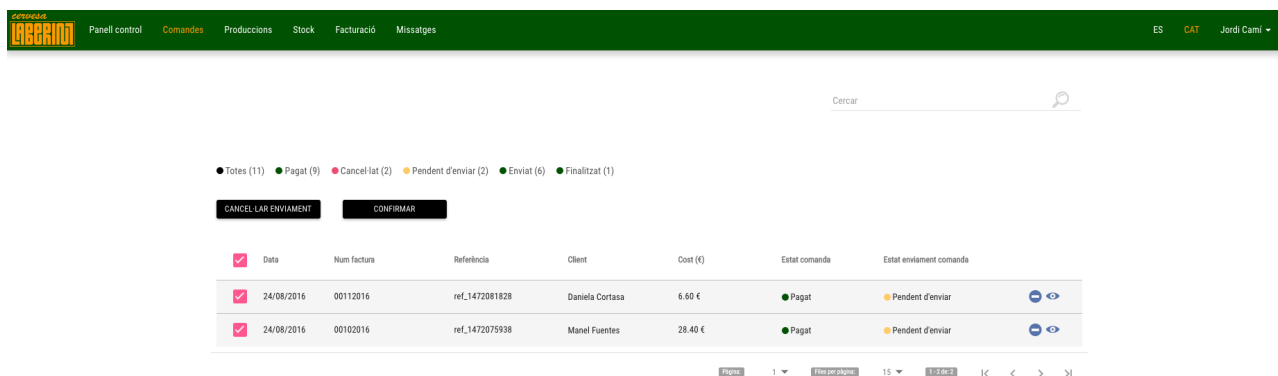 cervesa
LABERINT
Panell control Comandes Produccions Stock Facturació Missatges ES CAT Jordi Camí
Cercar
Totes (11) Pagat (9) Cancel·lat (2) Pendent d'enviar (2) Enviat (6) Finalitzat (1)
CANCEL·LAR ENVIAMENT CONFIRMAR
Data Num factura Referència Client Cost (€) Estat comanda Estat enviament comanda
24/08/2016 00112016 ref_1472081828 Daniela Cortasa 6.60 € Pagat Pendent d'enviar
24/08/2016 00102016 ref_1472075938 Manel Fuentes 28.40 € Pagat Pendent d'enviar
Pàgina: 1 Files per pàgina: 15 1 - 2 de: 2